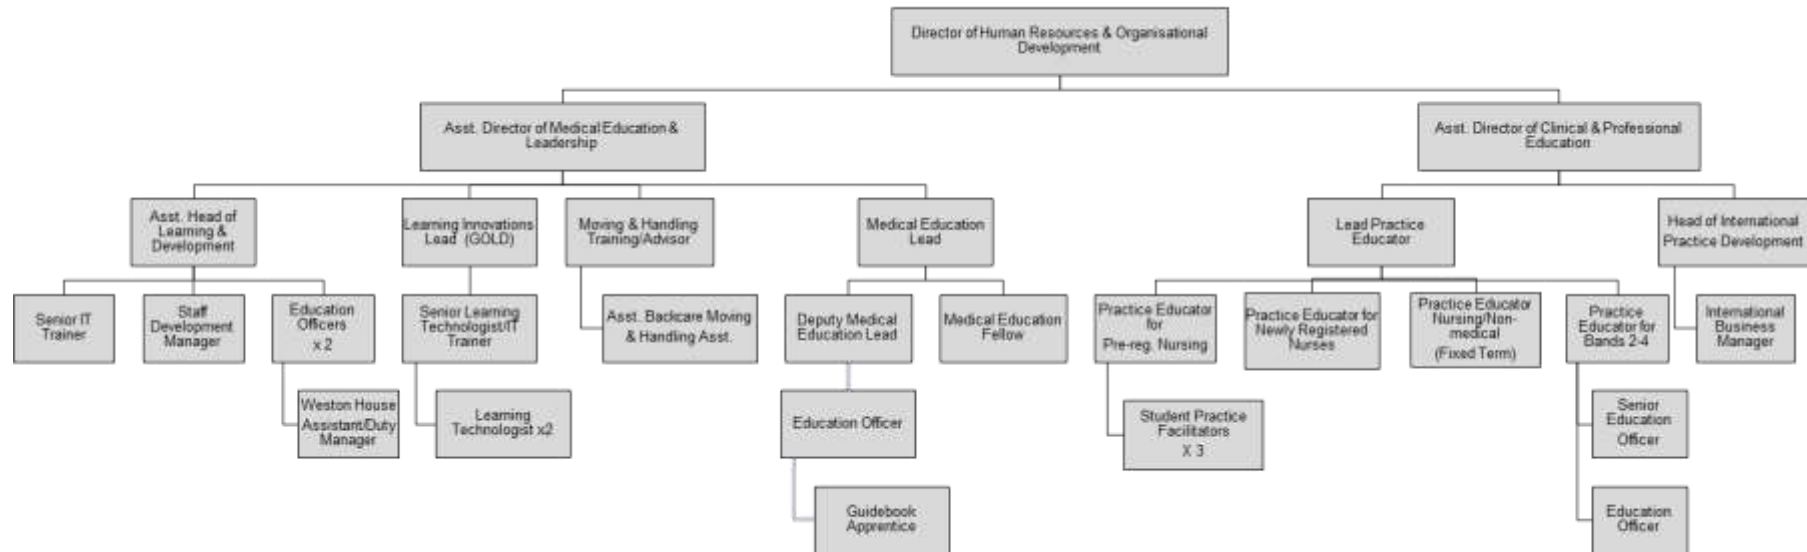 Director of Human Resources & Organisational
Development
Asst. Director of Medical Education &
Leadership
Asst. Director of Clinical & Professional
Education
Asst. Head of
Learning &
Development
Learning Innovations
Lead (GOLD)
Moving & Handling
Training/Advisor
Medical Education
Lead
Lead Practice
Educator
Head of International
Practice Development
Senior IT
Trainer
Staff
Development
Manager
Education
Officers
x 2
Senior Learning
Technologist/IT
Trainer
Asst. Backcare Moving
& Handling Asst.
Deputy Medical
Education Lead
Medical Education
Fellow
Practice Educator
for
Pre-reg. Nursing
Practice Educator for
Newly Registered
Nurses
Practice Educator
Nursing/Non-
medical
(Fixed Term)
Practice
Educator for
Bands 2-4
International
Business
Manager
Weston House
Assistant/Duty
Manager
Learning
Technologist x2
Education Officer
Student Practice
Facilitators
X 3
Senior
Education
Officer
Guidebook
Apprentice
Education
Officer